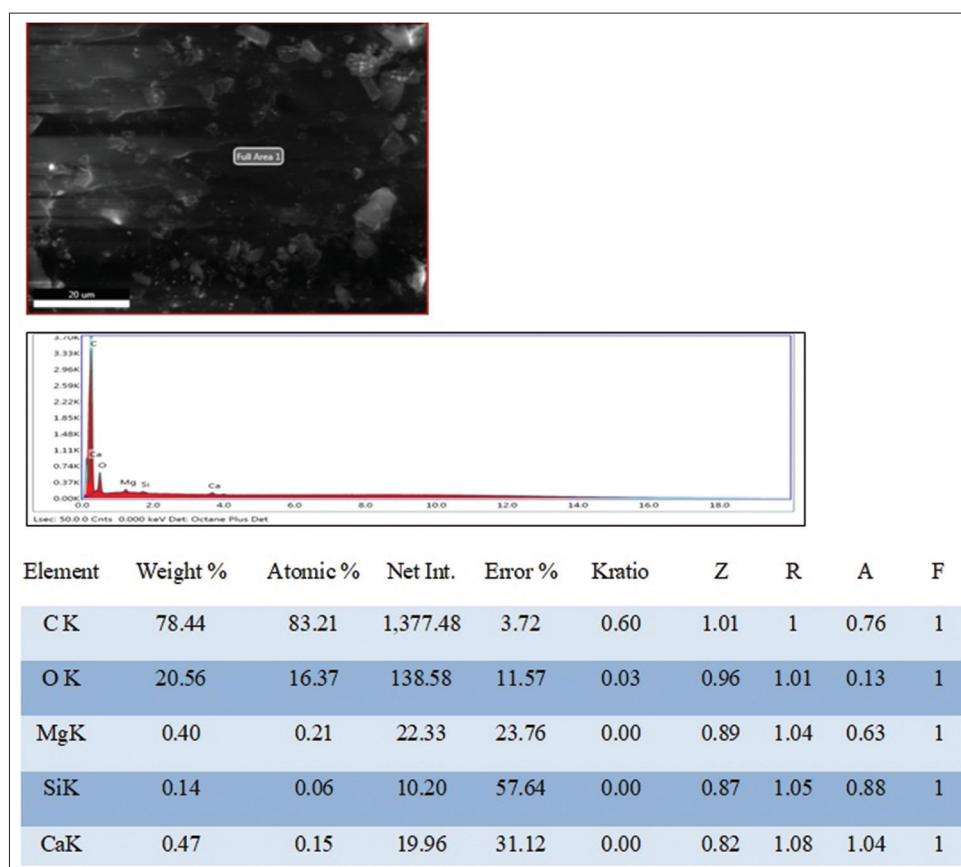 Full Area 1
20 um
3.70K
C
3.33K
2.96K
2.59K
2.22K
1.85K
1.48K
1.11K
Ca
0.74K
O
0.37K
Mg Si Ca
0.00K
0.0 2.0 4.0 6.0 8.0 10.0 12.0 14.0 16.0 18.0
Lsec: 50.0 0 Cnts 0.000 keV Det: Octane Plus Det
Element Weight % Atomic % Net Int. Error % Kratio Z R A F
C K 78.44 83.21 1,377.48 3.72 0.60 1.01 1 0.76 1
O K 20.56 16.37 138.58 11.57 0.03 0.96 1.01 0.13 1
MgK 0.40 0.21 22.33 23.76 0.00 0.89 1.04 0.63 1
SiK 0.14 0.06 10.20 57.64 0.00 0.87 1.05 0.88 1
CaK 0.47 0.15 19.96 31.12 0.00 0.82 1.08 1.04 1